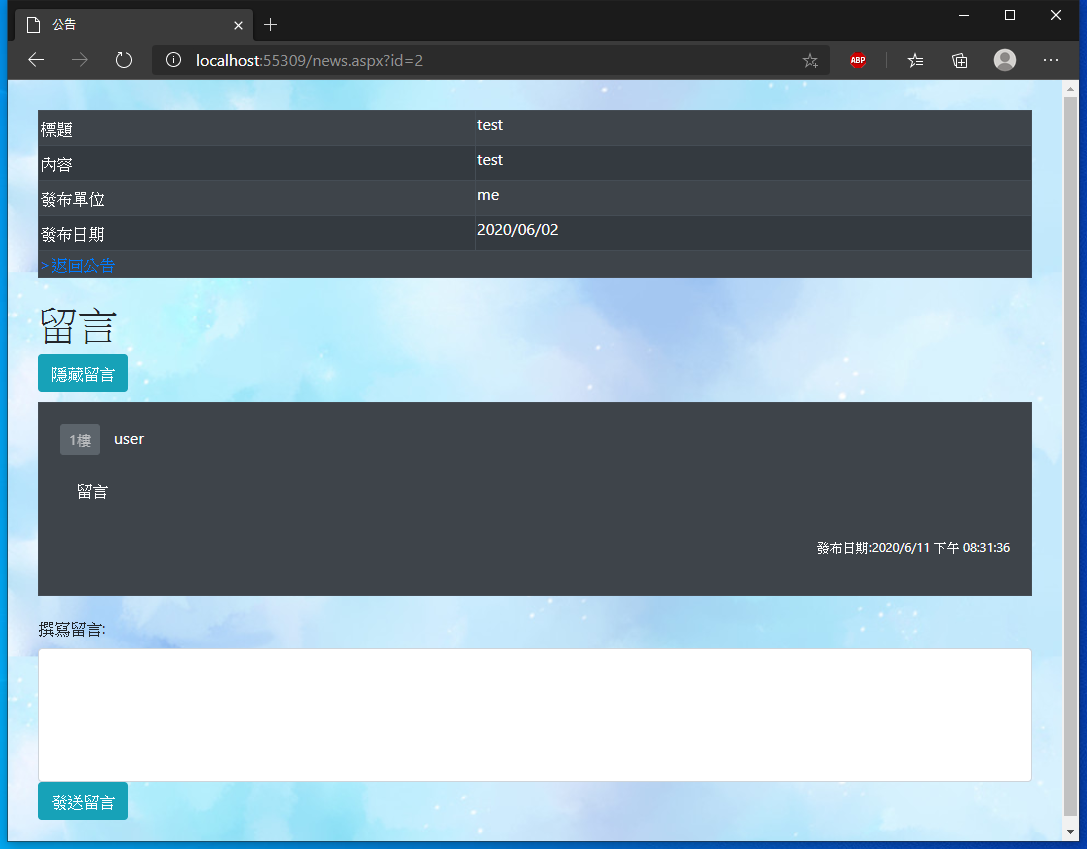 公告
localhost:55309/news.aspx?id=2
ABP
標題 test
內容 test
發布單位 me
發布日期 2020/06/02
>返回公告
留言
隱藏留言
1樓 user
留言
發布日期:2020/6/11 下午 08:31:36
撰寫留言:
發送留言